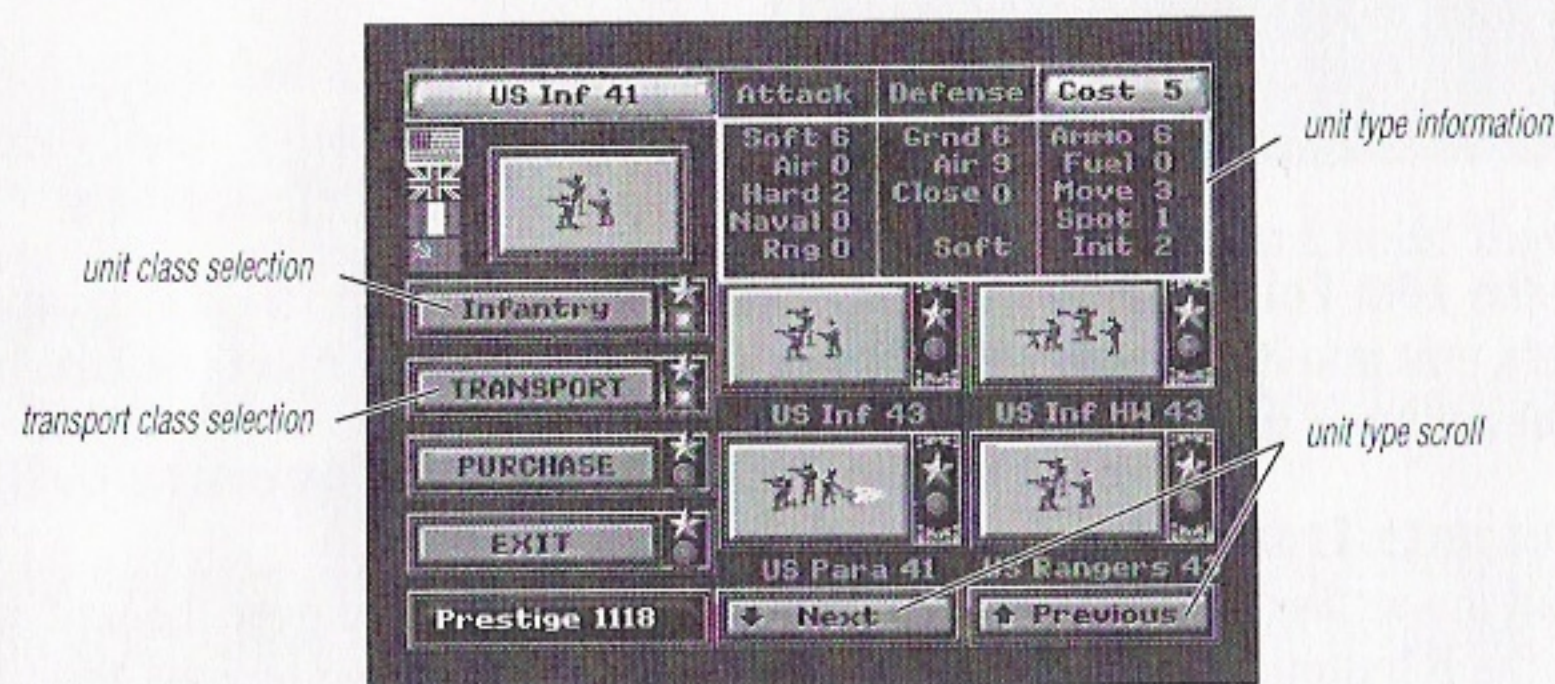 US Inf 41
Attack
Defense
Cost 5
Soft 6
Air 0
Hard 2
Naval 0
Rng 0
Grnd 6
Air 9
Close 0
Soft
Ammo 6
Fuel 0
Move 3
Spot 1
Init 2
unit type information
unit class selection
Infantry
transport class selection
TRANSPORT
US Inf 43
US Inf HW 43
unit type scroll
PURCHASE
EXIT
US Para 41
US Rangers
Prestige 1118
Next
Previous